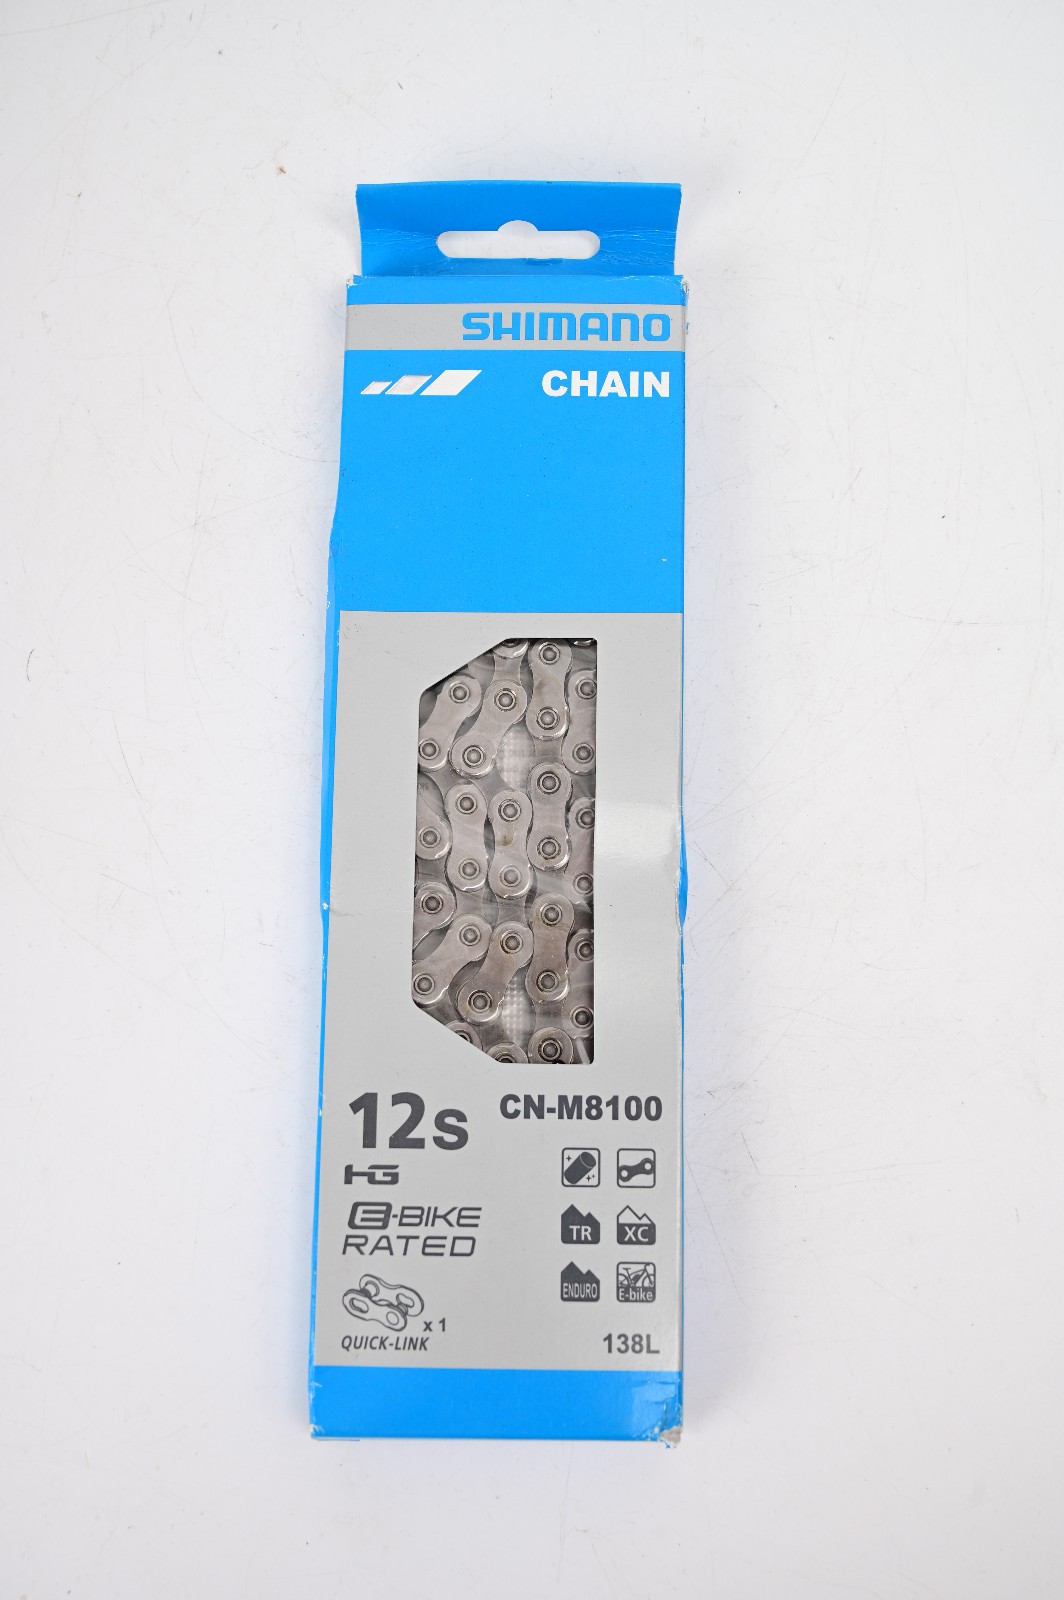 SHIMANO
CHAIN
12s
CN-M8100
HG
E-BIKE
RATED
TR
XC
ENDURO
E-bike
x 1
QUICK-LINK
138L